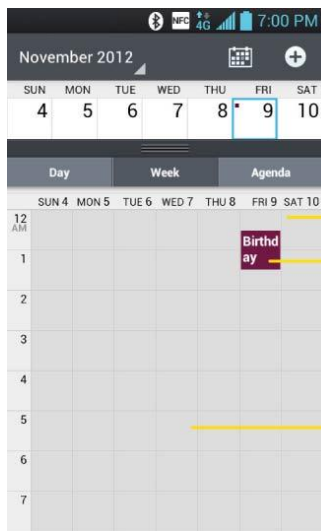 NFC 4G 7:00 PM
November 2012
SUN MON TUE WED THU FRI SAT
4 5 6 7 8 9 10
Day Week Agenda
SUN 4 MON 5 TUE 6 WED 7 THU 8 FRI 9 SAT 10
12
AM
Birthd
ay
1
2
3
4
5
6
7